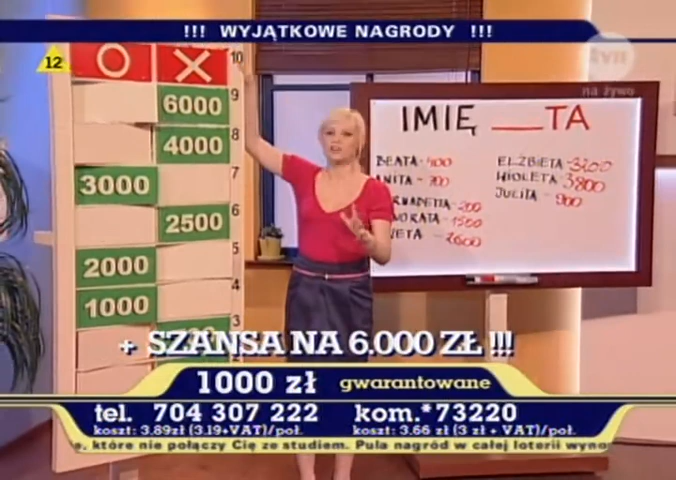 !!! WYJĄTKOWE NAGRODY !!!
12
tvn
na żywo
O X
10
6000 9
4000 8
3000 7
2500 6
2000 5
1000
3
IMIĘ ___TA
BEATA - 400
ANITA - 700
-200
-1500
- 2600
ELŻBIETA - 3200
WIOLETA - 3800
JULITA - 900
+ SZANSA NA 6.000 ZŁ !!!
1000 zł gwarantowane
tel. 704 307 222 kom.*73220
koszt: 3.89zł (3.19+VAT)/poł. koszt: 3.66 zł (3 zł + VAT)/poł.
które nie połączy Cię ze studiem. Pula nagród w całej loterii